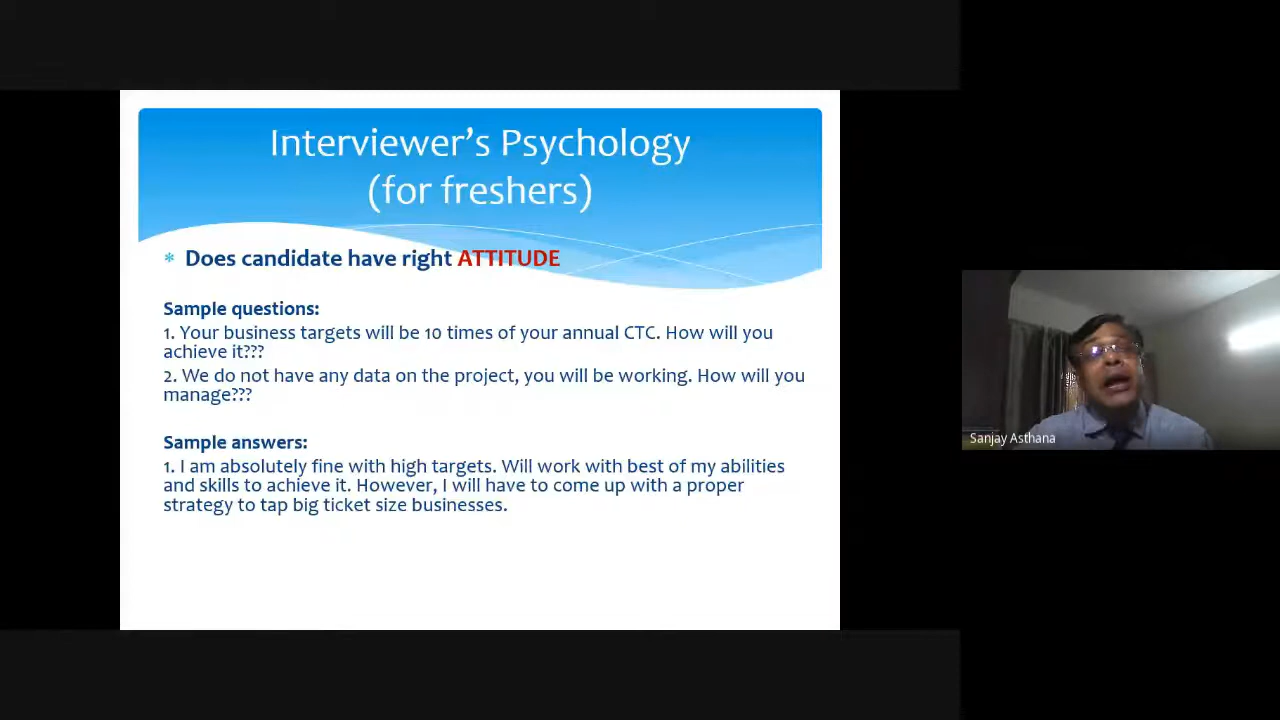 Interviewer’s Psychology
(for freshers)
* Does candidate have right ATTITUDE
Sample questions:
1. Your business targets will be 10 times of your annual CTC. How will you
achieve it???
2. We do not have any data on the project, you will be working. How will you
manage???
Sample answers:
1. I am absolutely fine with high targets. Will work with best of my abilities
and skills to achieve it. However, I will have to come up with a proper
strategy to tap big ticket size businesses.
Sanjay Asthana